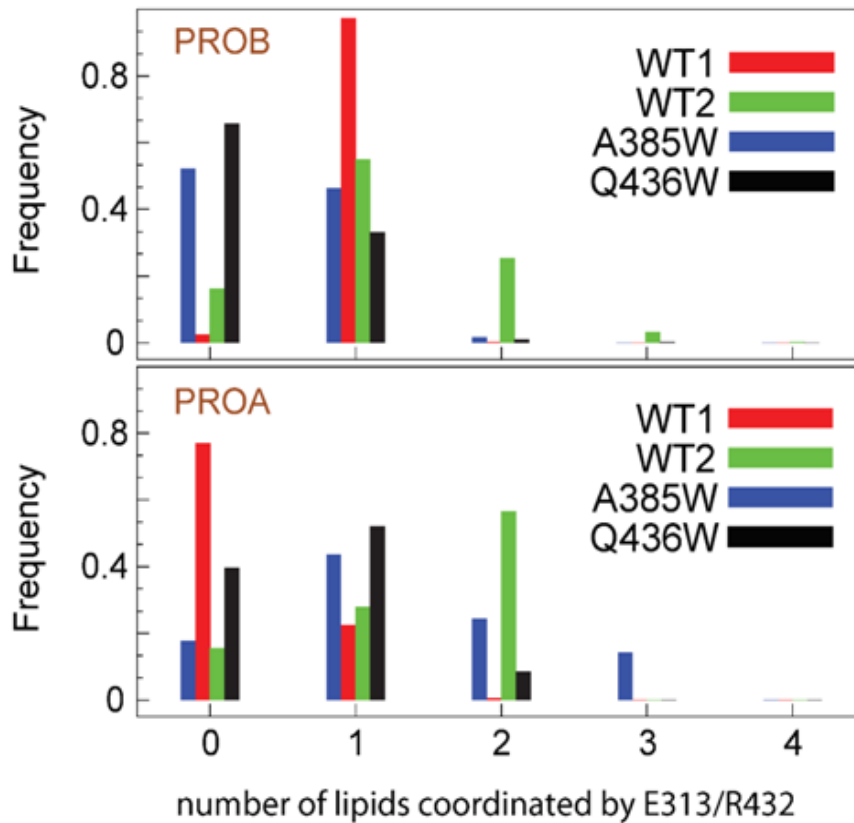 PROB
WT1
WT2
A385W
Q436W
Frequency
0.8
0.4
0
PROA
WT1
WT2
A385W
Q436W
Frequency
0.8
0.4
0
0 1 2 3 4
number of lipids coordinated by E313/R432